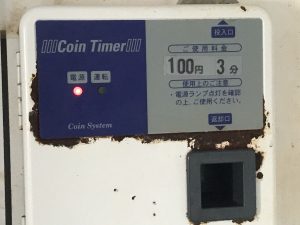 Coin Timer
電源 運転
Coin System
投入口
ご使用料金
100円 3分
使用上のご注意
・電源ランプ点灯を確認
の上、ご使用ください。
返却口